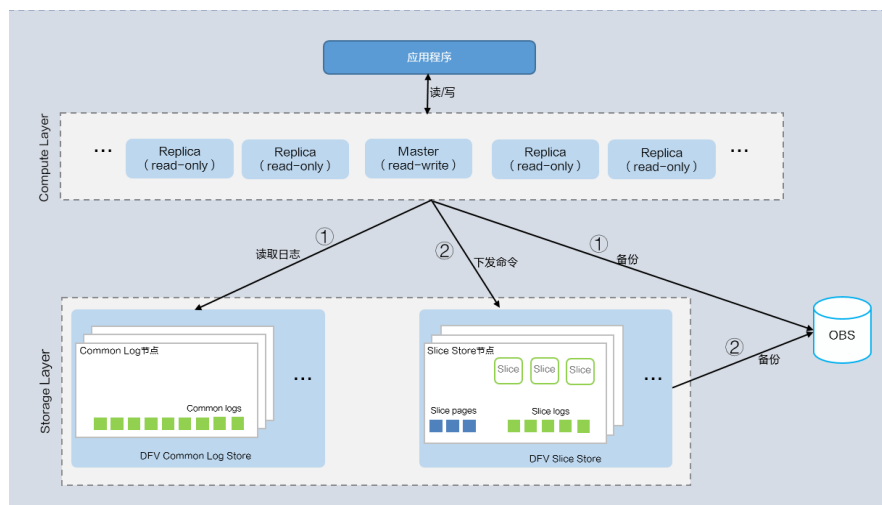 应用程序
读/写
Compute Layer
...
Replica
（read-only）
Replica
（read-only）
Master
（read-write）
Replica
（read-only）
Replica
（read-only）
...
①
读取日志
②
下发命令
①
备份
Storage Layer
Common Log节点
Common logs
...
DFV Common Log Store
Slice Store节点
Slice
Slice
Slice
Slice pages
Slice logs
...
DFV Slice Store
②
备份
OBS